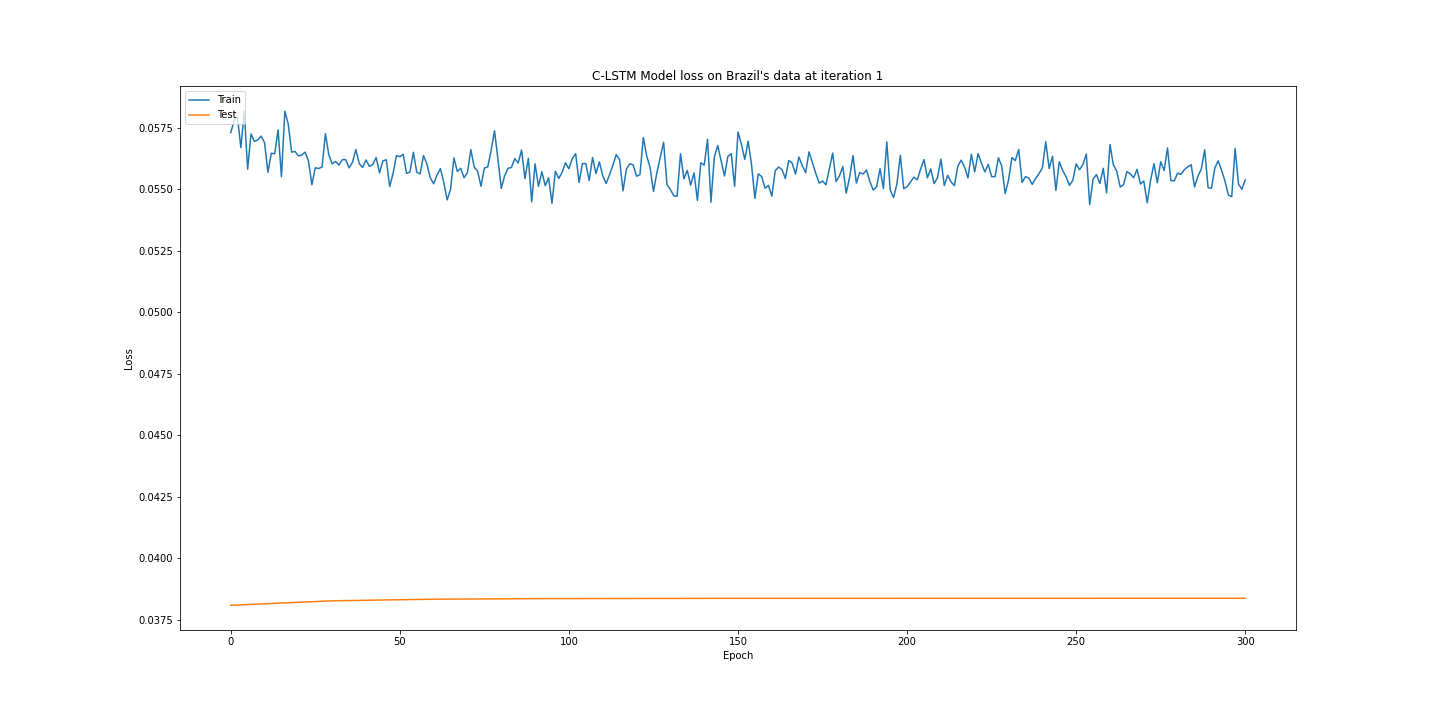 C-LSTM Model loss on Brazil's data at iteration 1
Train
Test
0.0575
0.0550
0.0525
0.0500
0.0475
0.0450
0.0425
0.0400
0.0375
Loss
0 50 100 150 200 250 300
Epoch